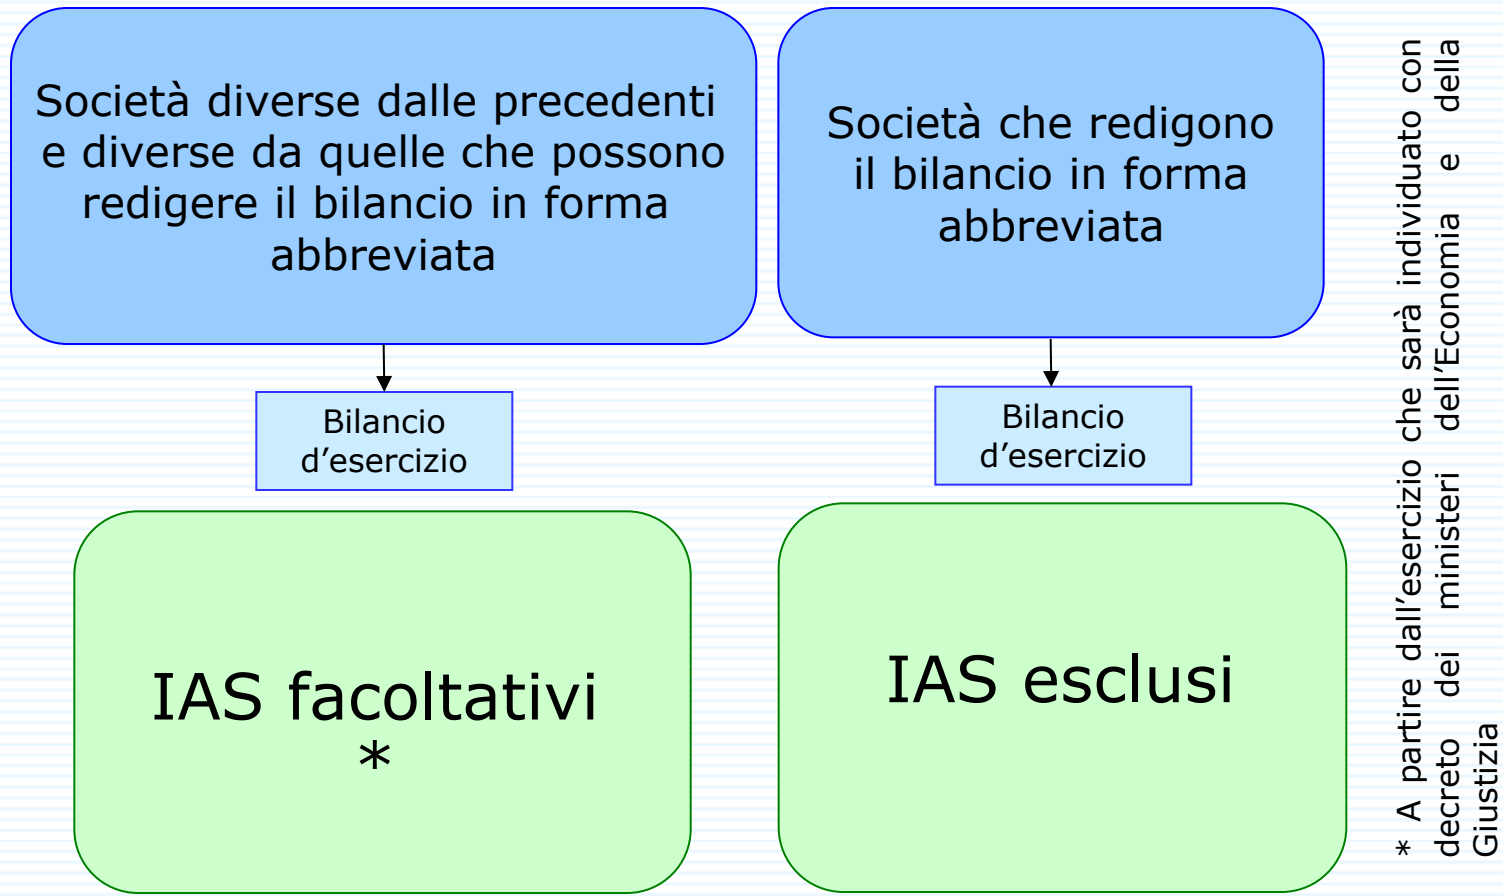 Società diverse dalle precedenti
e diverse da quelle che possono
redigere il bilancio in forma
abbreviata
Società che redigono
il bilancio in forma
abbreviata
Bilancio
d’esercizio
Bilancio
d’esercizio
IAS facoltativi
*
IAS esclusi
* A partire dall’esercizio che sarà individuato con
decreto dei ministeri dell’Economia e della
Giustizia